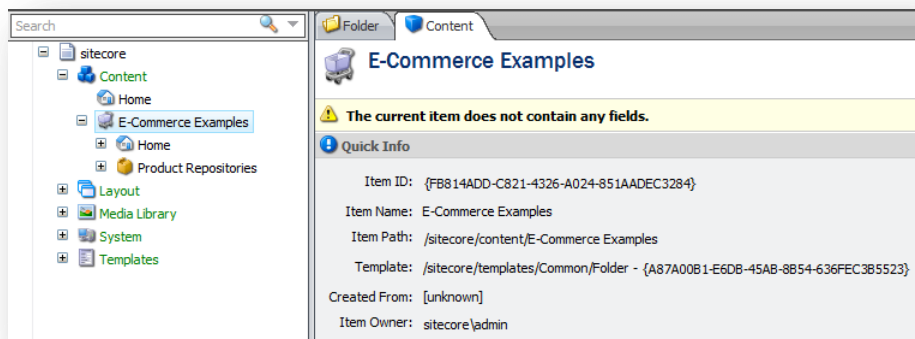 Search
sitecore
Content
Home
E-Commerce Examples
Home
Product Repositories
Layout
Media Library
System
Templates
Folder
Content
E-Commerce Examples
The current item does not contain any fields.
Quick Info
Item ID: {FB814ADD-C821-4326-A024-851AADEC3284}
Item Name: E-Commerce Examples
Item Path: /sitecore/content/E-Commerce Examples
Template: /sitecore/templates/Common/Folder - {A87A00B1-E6DB-45AB-8B54-636FEC3B5523}
Created From: [unknown]
Item Owner: sitecore\admin